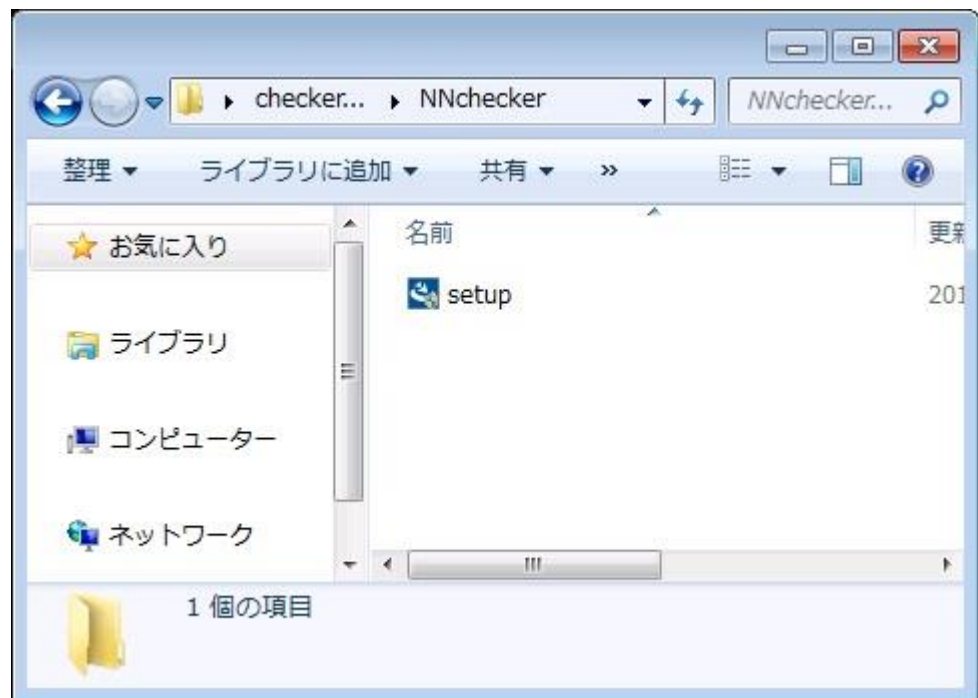 checker... NNchecker NNchecker...
整理 ライブラリに追加 共有 »
お気に入り
ライブラリ
コンピューター
ネットワーク
名前 更新
setup 201
1 個の項目